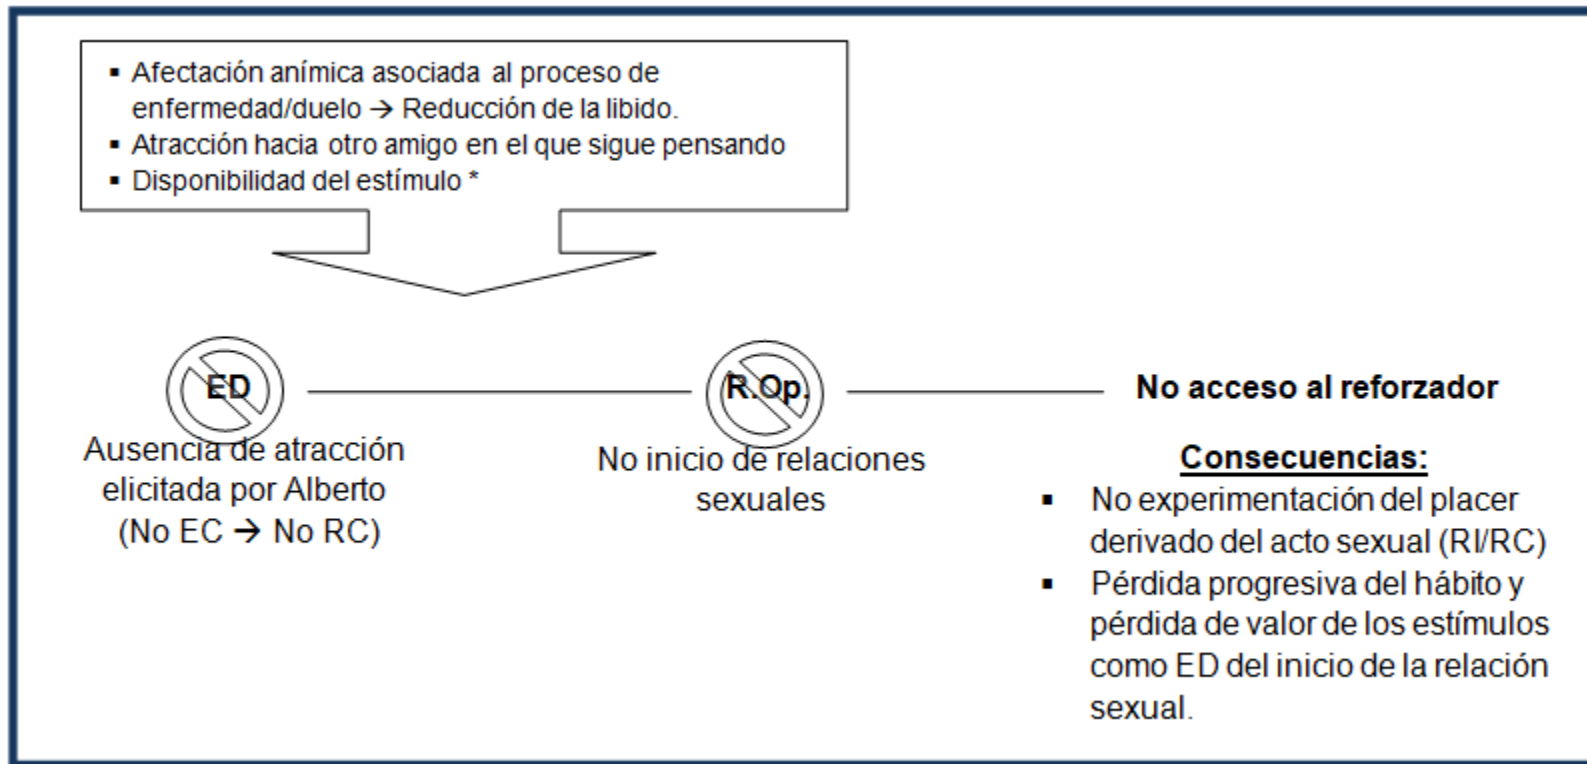 ▪ Afectación anímica asociada al proceso de
enfermedad/duelo → Reducción de la libido.
▪ Atracción hacia otro amigo en el que sigue pensando
▪ Disponibilidad del estímulo *
ED
Ausencia de atracción
elicitada por Alberto
(No EC → No RC)
R.Op.
No inicio de relaciones
sexuales
No acceso al reforzador
Consecuencias:
▪ No experimentación del placer
derivado del acto sexual (RI/RC)
▪ Pérdida progresiva del hábito y
pérdida de valor de los estímulos
como ED del inicio de la relación
sexual.